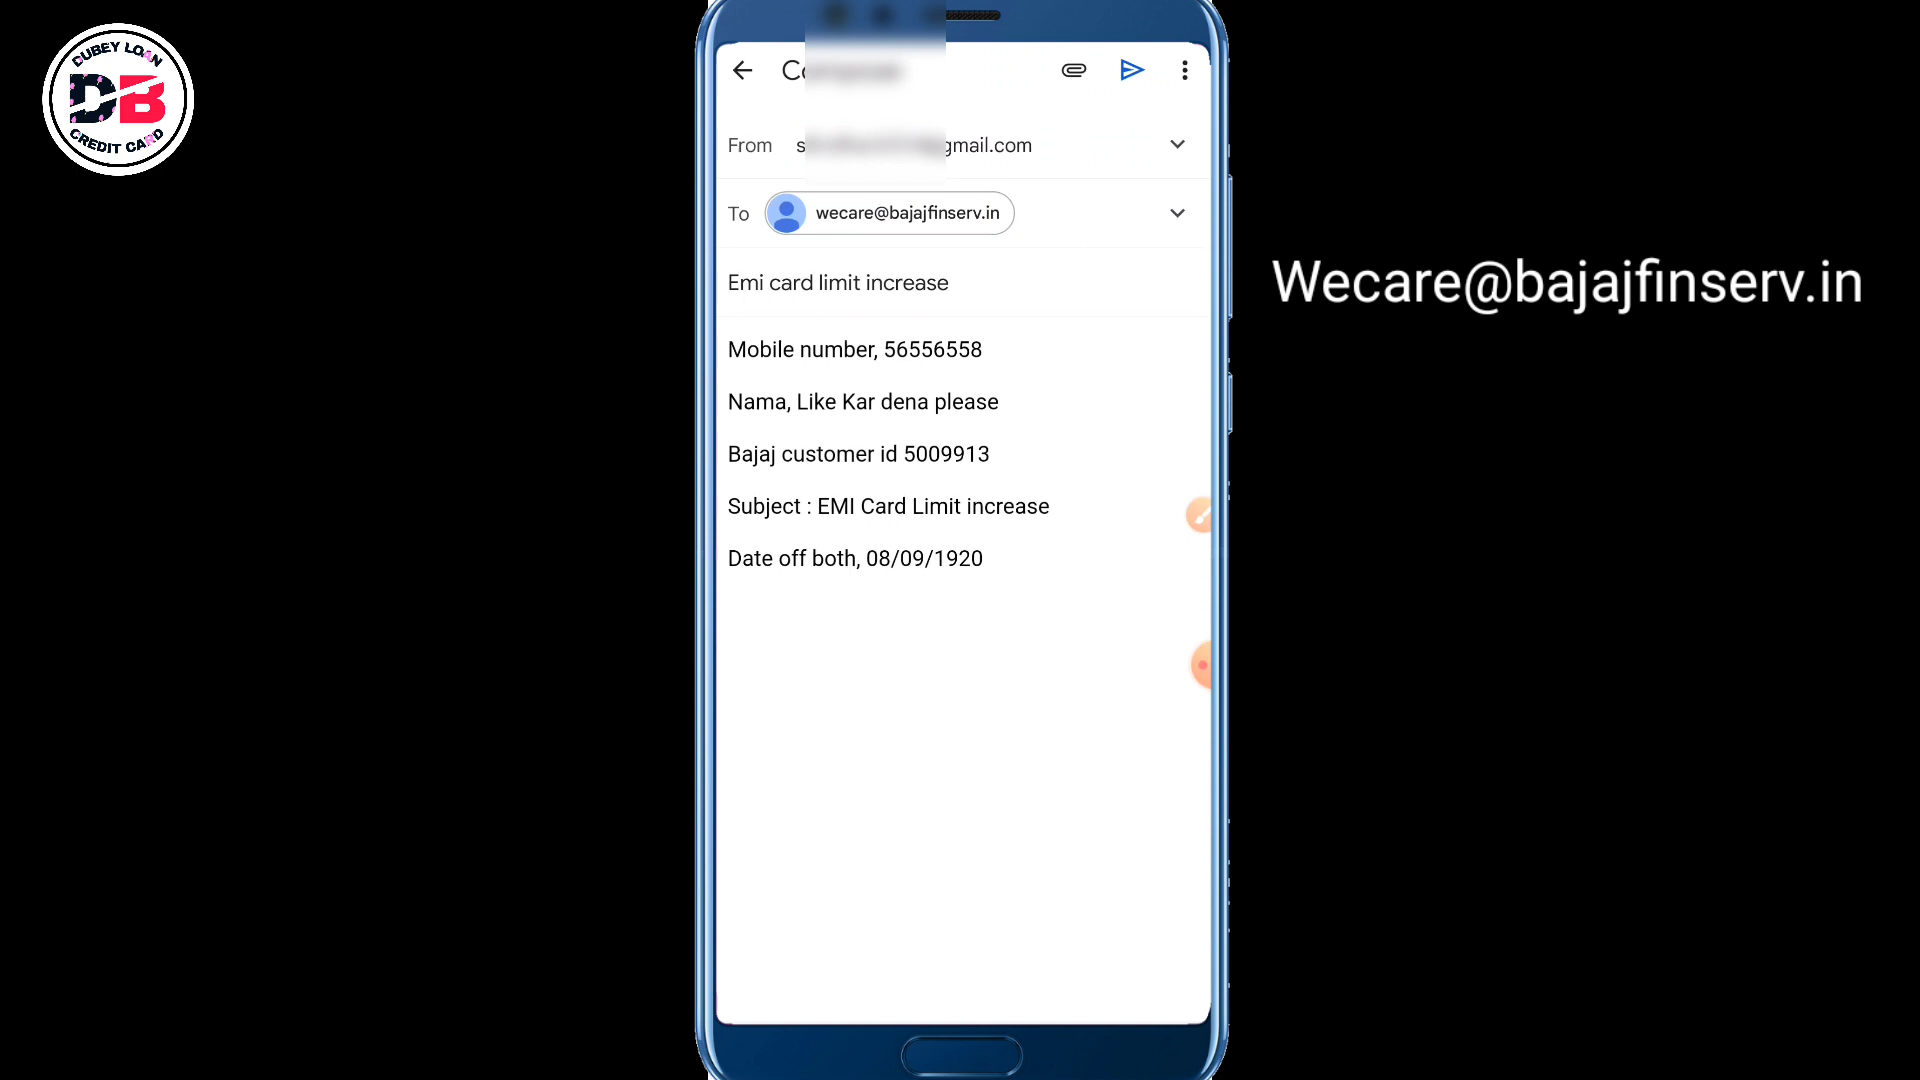 DUBEY LOAN
DB
CREDIT CARD
From s gmail.com
To wecare@bajajfinserv.in
Emi card limit increase
Mobile number, 56556558
Nama, Like Kar dena please
Bajaj customer id 5009913
Subject : EMI Card Limit increase
Date off both, 08/09/1920
Wecare@bajajfinserv.in